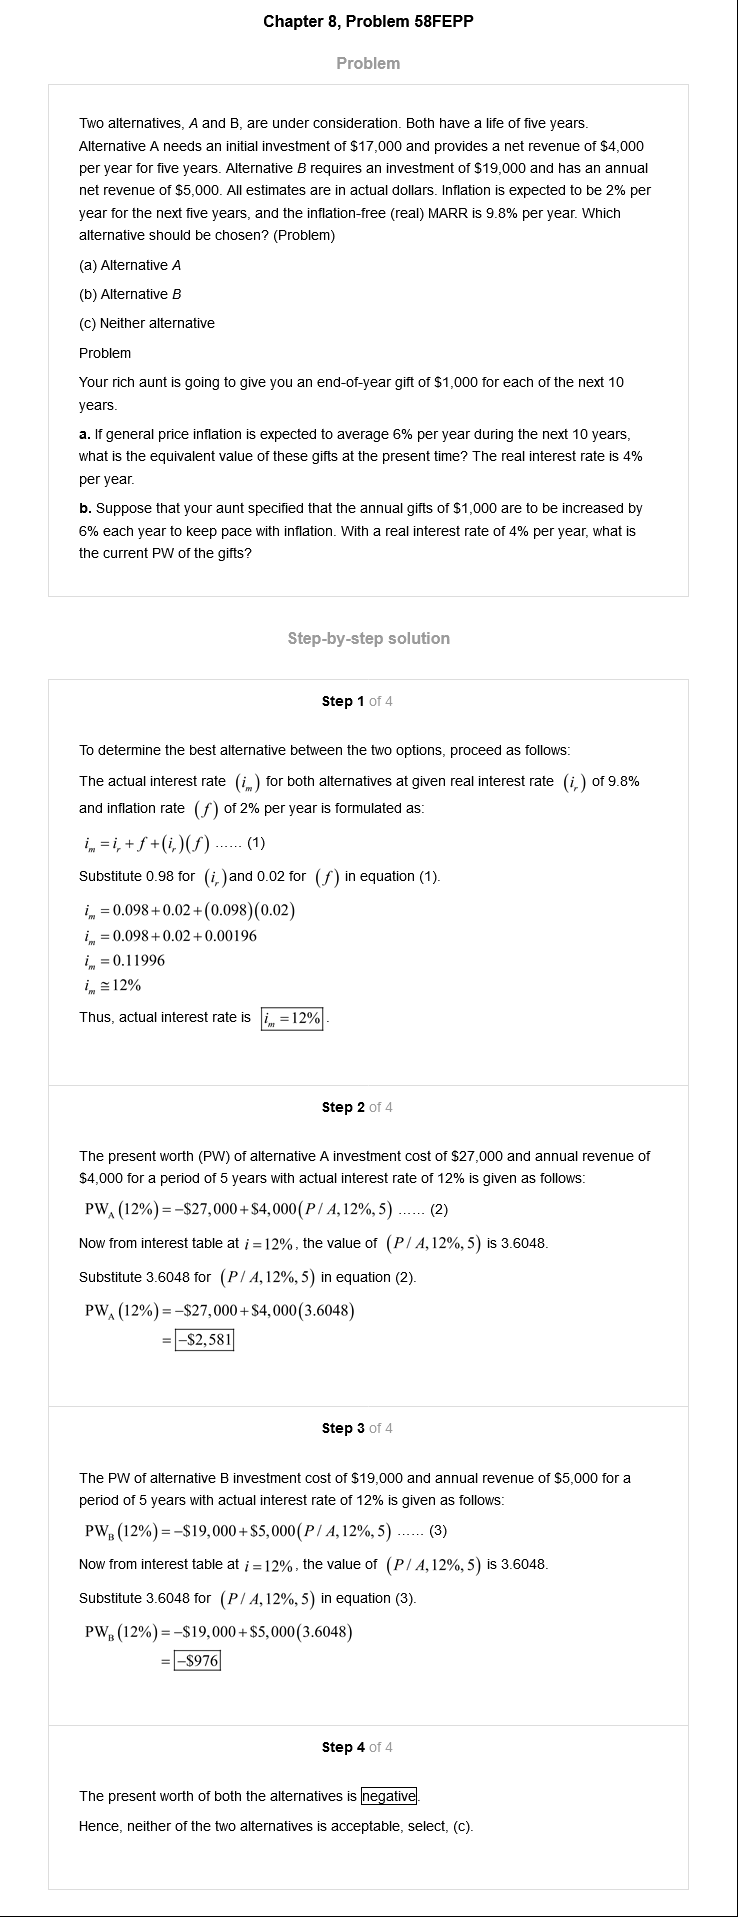 Chapter 8, Problem 58FEPP
Problem
Two alternatives, A and B, are under consideration. Both have a life of five years.
Alternative A needs an initial investment of $17,000 and provides a net revenue of $4,000
per year for five years. Alternative B requires an investment of $19,000 and has an annual
net revenue of $5,000. All estimates are in actual dollars. Inflation is expected to be 2% per
year for the next five years, and the inflation-free (real) MARR is 9.8% per year. Which
alternative should be chosen? (Problem)
(a) Alternative A
(b) Alternative B
(c) Neither alternative
Problem
Your rich aunt is going to give you an end-of-year gift of $1,000 for each of the next 10
years.
a. If general price inflation is expected to average 6% per year during the next 10 years,
what is the equivalent value of these gifts at the present time? The real interest rate is 4%
per year.
b. Suppose that your aunt specified that the annual gifts of $1,000 are to be increased by
6% each year to keep pace with inflation. With a real interest rate of 4% per year, what is
the current PW of the gifts?
Step-by-step solution
Step 1 of 4
To determine the best alternative between the two options, proceed as follows:
The actual interest rate (i_m) for both alternatives at given real interest rate (i_r) of 9.8%
and inflation rate (f) of 2% per year is formulated as:
i_m = i_r + f + (i_r)(f) ...... (1)
Substitute 0.98 for (i_r) and 0.02 for (f) in equation (1).
i_m = 0.098 + 0.02 + (0.098)(0.02)
i_m = 0.098 + 0.02 + 0.00196
i_m = 0.11996
i_m ≅ 12%
Thus, actual interest rate is i_m = 12%.
Step 2 of 4
The present worth (PW) of alternative A investment cost of $27,000 and annual revenue of
$4,000 for a period of 5 years with actual interest rate of 12% is given as follows:
PW_A (12%) = −$27,000 + $4,000(P / A, 12%, 5) ...... (2)
Now from interest table at i = 12%, the value of (P / A, 12%, 5) is 3.6048.
Substitute 3.6048 for (P / A, 12%, 5) in equation (2).
PW_A (12%) = −$27,000 + $4,000(3.6048)
= −$2,581
Step 3 of 4
The PW of alternative B investment cost of $19,000 and annual revenue of $5,000 for a
period of 5 years with actual interest rate of 12% is given as follows:
PW_B (12%) = −$19,000 + $5,000(P / A, 12%, 5) ...... (3)
Now from interest table at i = 12%, the value of (P / A, 12%, 5) is 3.6048.
Substitute 3.6048 for (P / A, 12%, 5) in equation (3).
PW_B (12%) = −$19,000 + $5,000(3.6048)
= −$976
Step 4 of 4
The present worth of both the alternatives is negative.
Hence, neither of the two alternatives is acceptable, select, (c).